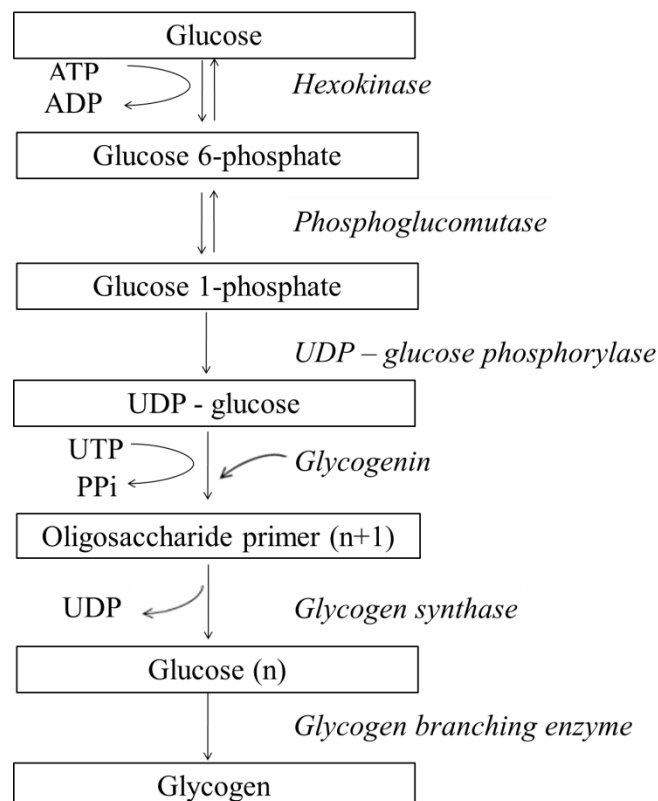 Glucose
ATP
ADP
Hexokinase
Glucose 6-phosphate
Phosphoglucomutase
Glucose 1-phosphate
UDP – glucose phosphorylase
UDP - glucose
UTP
PPi
Glycogenin
Oligosaccharide primer (n+1)
UDP
Glycogen synthase
Glucose (n)
Glycogen branching enzyme
Glycogen